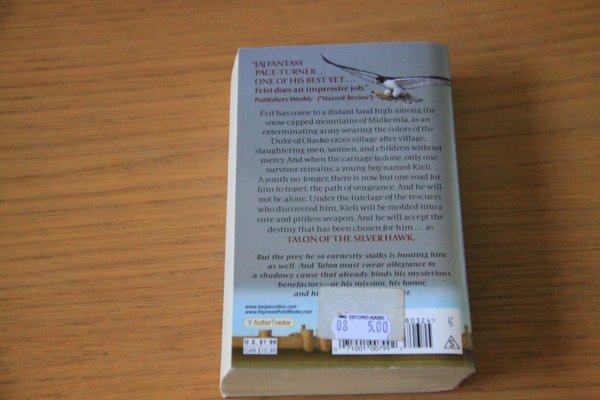 "[A] FANTASY
PAGE-TURNER...
ONE OF HIS BEST YET...
Feist does an impressive job."
Publishers Weekly (*Starred Review*)
Evil has come to a distant land high among the
snow-capped mountains of Midkemia, as an
exterminating army wearing the colors of the
Duke of Olasko razes village after village,
slaughtering men, women, and children without
mercy. And when the carnage is done, only one
survivor remains: a young boy named Kieli.
A youth no longer, there is now but one road for
him to travel: the path of vengeance. And he will
not be alone. Under the tutelage of the rescuers
who discovered him, Kieli will be molded into a
sure and pitiless weapon. And he will accept the
destiny that has been chosen for him ... as
TALON OF THE SILVER HAWK.
But the prey he so earnestly stalks is hunting him
as well. And Talon must swear allegiance to
a shadowy cause that already binds his mysterious
benefactors—or his mission, his honor,
and his
www.harpercollins.com
www.RaymondFeistBooks.com
AuthorTracker
U.S. $7.99
CAN. $10.99
SECOND HAND
08 5,00
80324>
UPC
71001 00799
S